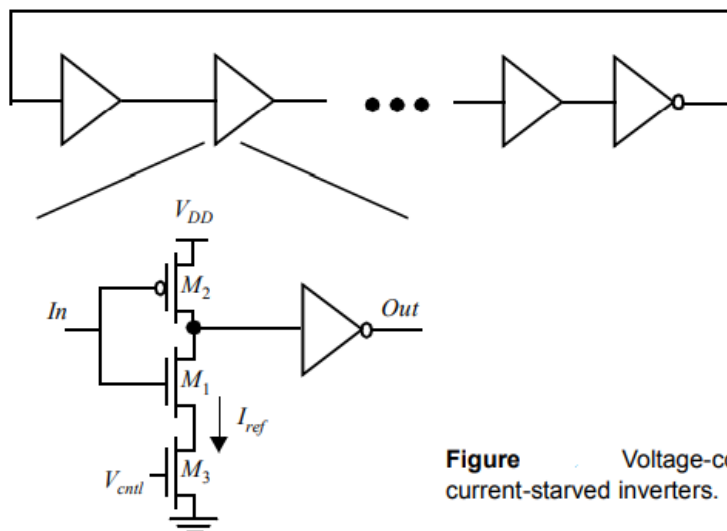 V_DD
M_2
In
Out
M_1
I_ref
V_cntl
M_3
Figure Voltage-co
current-starved inverters.